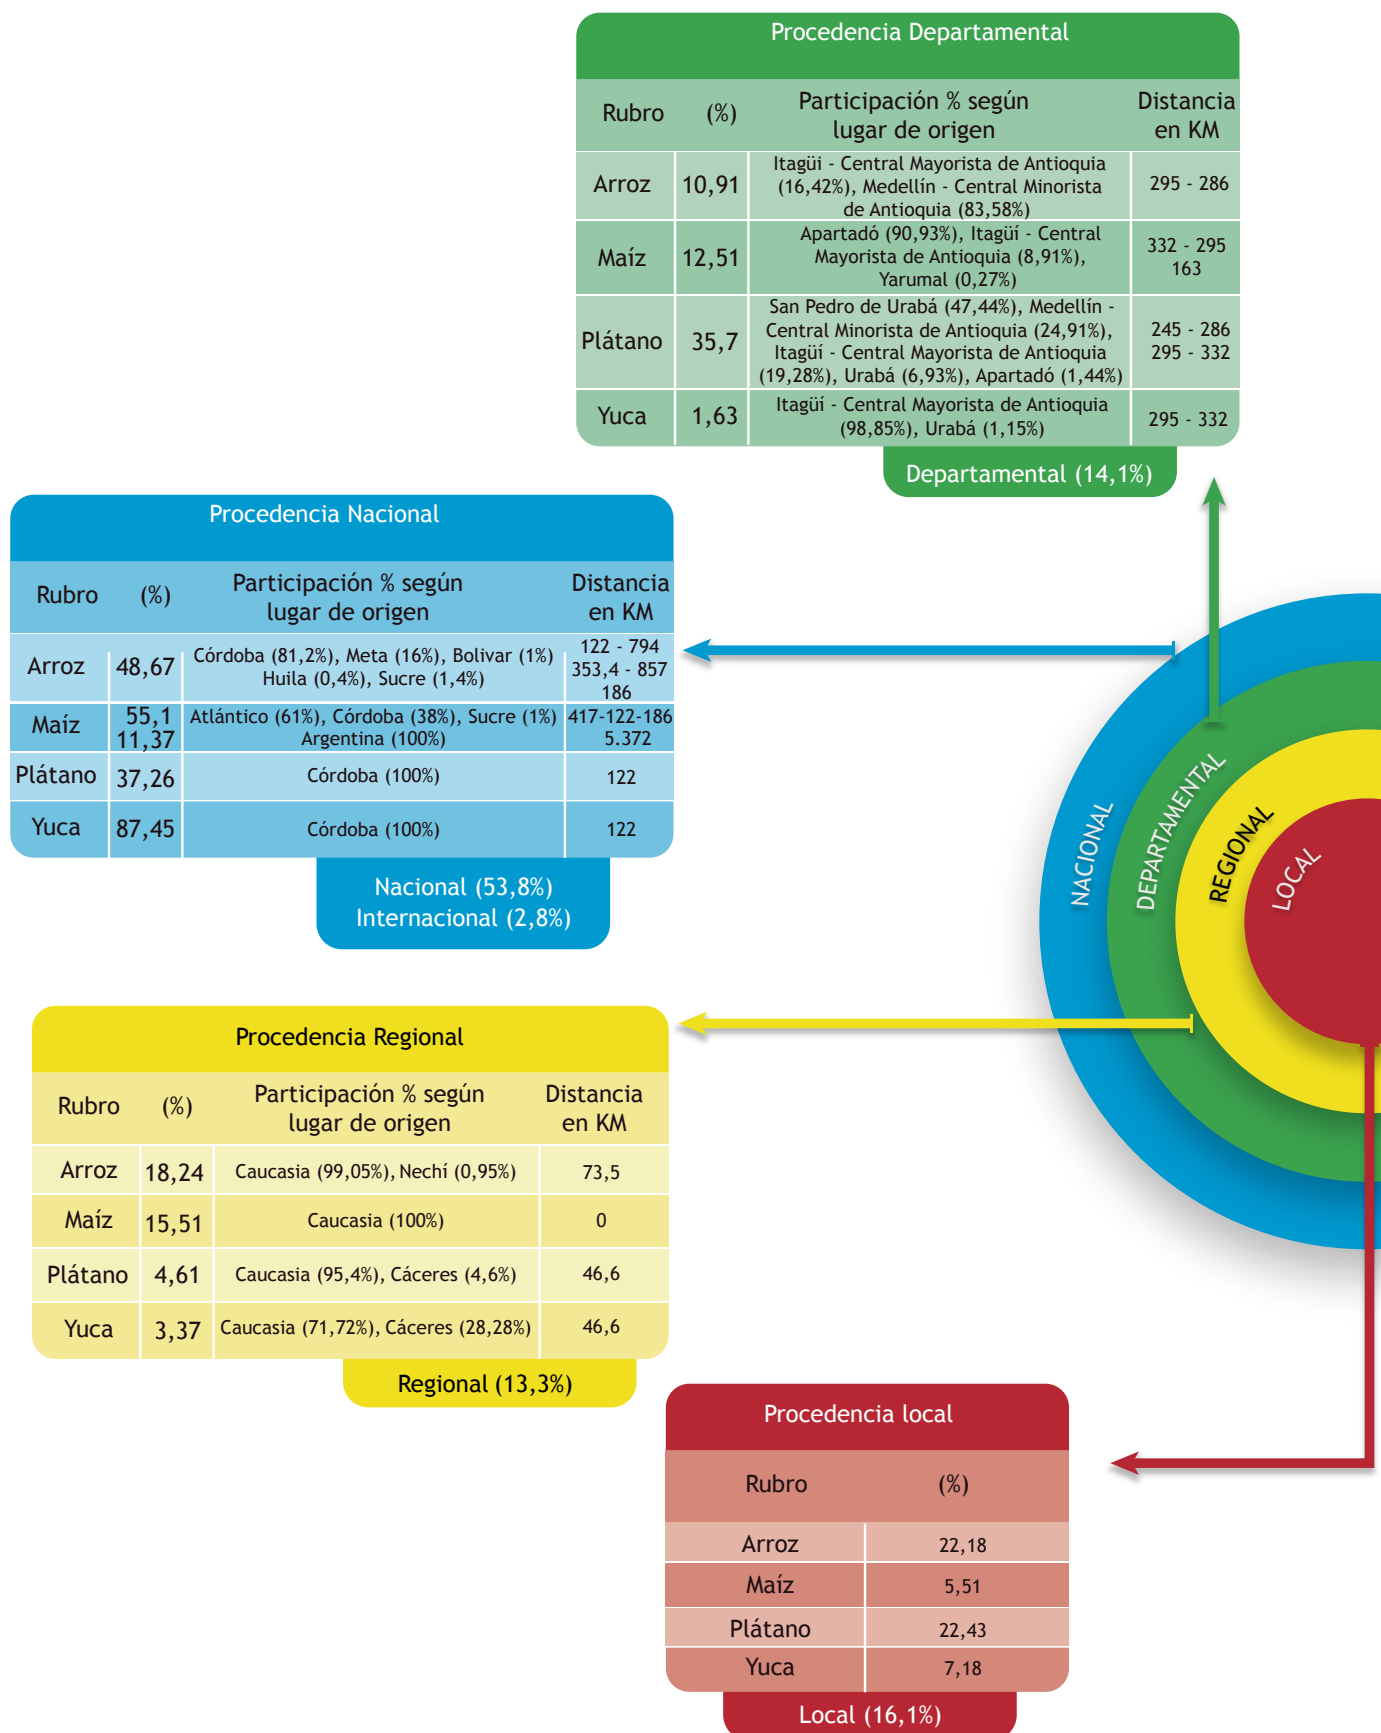 Procedencia Departamental
Rubro (%) Participación % según Distancia
lugar de origen en KM
Arroz 10,91 Itagüi - Central Mayorista de Antioquia
(16,42%), Medellín - Central Minorista
de Antioquia (83,58%) 295 - 286
Maíz 12,51 Apartadó (90,93%), Itagüí - Central
Mayorista de Antioquia (8,91%),
Yarumal (0,27%) 332 - 295
163
Plátano 35,7 San Pedro de Urabá (47,44%), Medellín -
Central Minorista de Antioquia (24,91%),
Itagüí - Central Mayorista de Antioquia
(19,28%), Urabá (6,93%), Apartadó (1,44%) 245 - 286
295 - 332
Yuca 1,63 Itagüí - Central Mayorista de Antioquia
(98,85%), Urabá (1,15%) 295 - 332
Departamental (14,1%)
Procedencia Nacional
Rubro (%) Participación % según Distancia
lugar de origen en KM
Arroz 48,67 Córdoba (81,2%), Meta (16%), Bolivar (1%)
Huila (0,4%), Sucre (1,4%) 122 - 794
353,4 - 857
186
Maíz 55,1 Atlántico (61%), Córdoba (38%), Sucre (1%) 417-122-186
11,37 Argentina (100%) 5.372
Plátano 37,26 Córdoba (100%) 122
Yuca 87,45 Córdoba (100%) 122
Nacional (53,8%)
Internacional (2,8%)
NACIONAL
DEPARTAMENTAL
REGIONAL
LOCAL
Procedencia Regional
Rubro (%) Participación % según Distancia
lugar de origen en KM
Arroz 18,24 Caucasia (99,05%), Nechí (0,95%) 73,5
Maíz 15,51 Caucasia (100%) 0
Plátano 4,61 Caucasia (95,4%), Cáceres (4,6%) 46,6
Yuca 3,37 Caucasia (71,72%), Cáceres (28,28%) 46,6
Regional (13,3%)
Procedencia local
Rubro (%)
Arroz 22,18
Maíz 5,51
Plátano 22,43
Yuca 7,18
Local (16,1%)